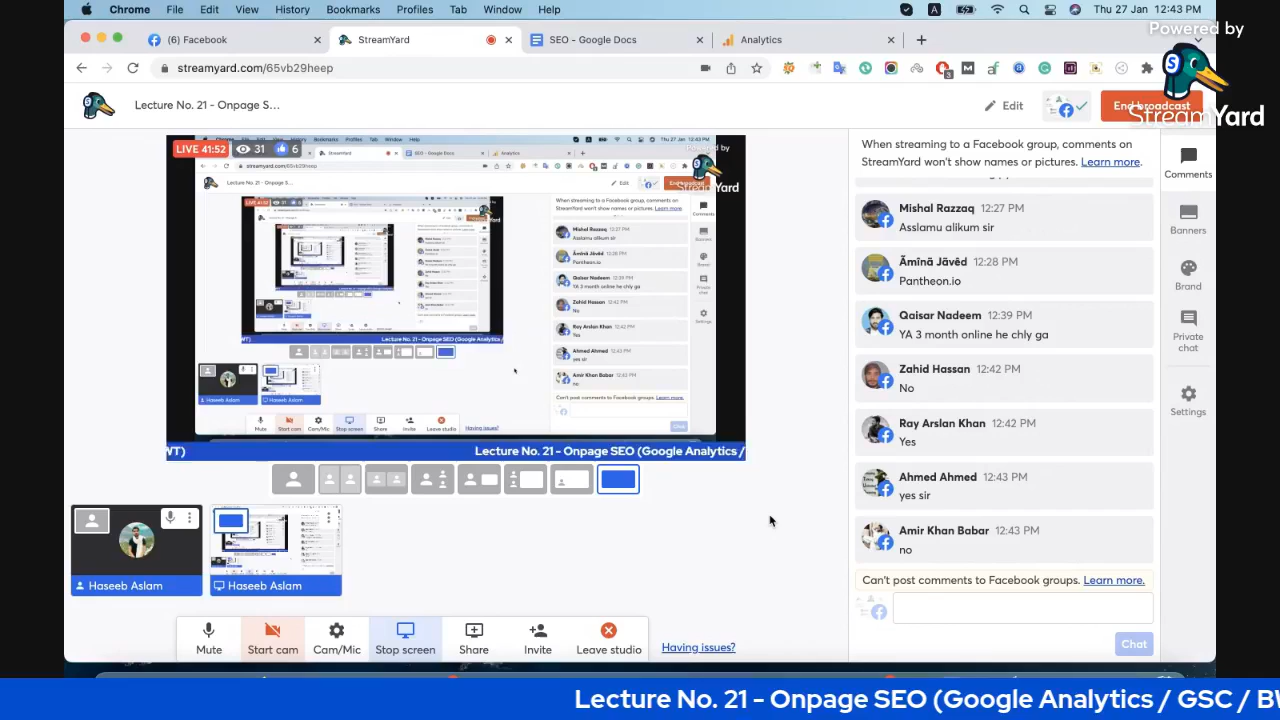 Chrome File Edit View History Bookmarks Profiles Tab Window Help
Thu 27 Jan 12:43 PM
Powered by
StreamYard
(6) Facebook
StreamYard
SEO - Google Docs
Analytics
streamyard.com/65vb29heep
Lecture No. 21 - Onpage S...
Edit
End broadcast
LIVE 41:52 31 6
When streaming to a Facebook group, comments on
StreamYard won't show names or pictures. Learn more.
Mishal Razzaq
Asslamu alikum sir
Āmīnā Jāvēd 12:28 PM
Pantheon.io
Qaisar Nadeem 12:39 PM
TA 3 month online he chly ga
Zahid Hassan 12:42 PM
No
Roy Arslan Khan 12:42 PM
Yes
Ahmed Ahmed 12:43 PM
yes sir
Amir Khan Babar 12:43 PM
no
Can't post comments to Facebook groups. Learn more.
Chat
Comments
Banners
Brand
Private
chat
Settings
WT)
Lecture No. 21 - Onpage SEO (Google Analytics /
Haseeb Aslam
Haseeb Aslam
Mute
Start cam
Cam/Mic
Stop screen
Share
Invite
Leave studio
Having issues?
Lecture No. 21 - Onpage SEO (Google Analytics / GSC / BW